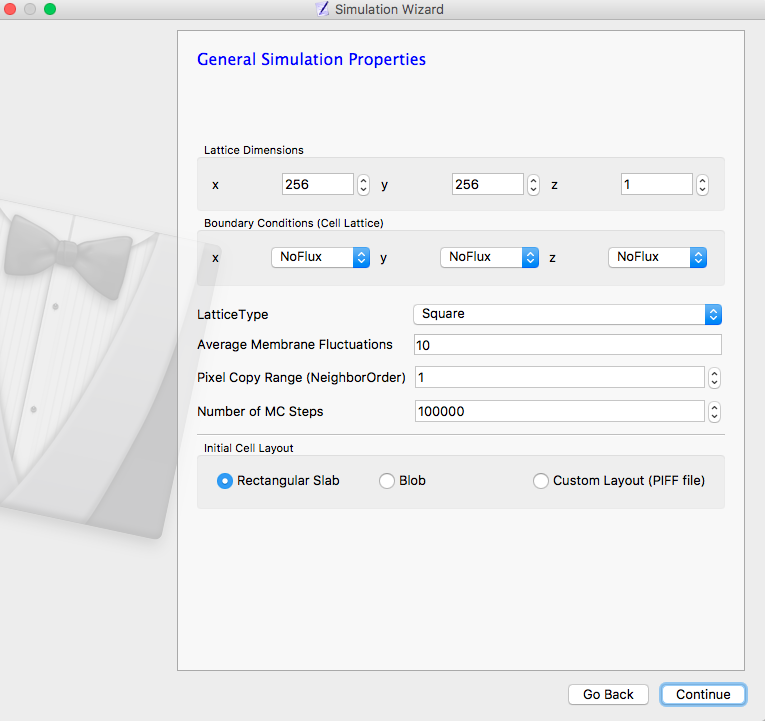 Simulation Wizard
General Simulation Properties
Lattice Dimensions
x 256 y 256 z 1
Boundary Conditions (Cell Lattice)
x NoFlux y NoFlux z NoFlux
LatticeType Square
Average Membrane Fluctuations 10
Pixel Copy Range (NeighborOrder) 1
Number of MC Steps 100000
Initial Cell Layout
Rectangular Slab Blob Custom Layout (PIFF file)
Go Back Continue